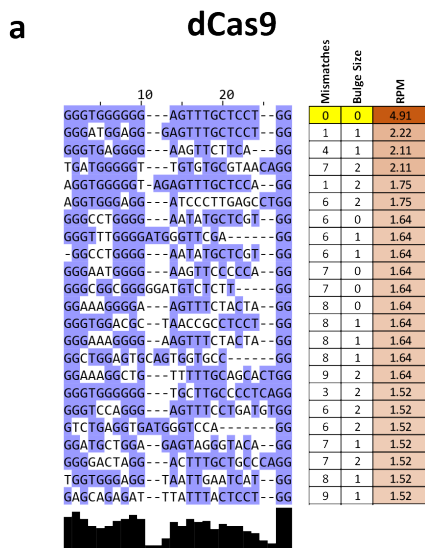 a
dCas9
Mismatches
Bulge Size
RPM
10 20
GGGTGGGGGG---AGTTTGCTCCT--GG 0 0 4.91
GGGATGGAGG--GAGTTTGCTCCT--GG 1 1 2.22
GGGTGAGGGG---AAGTTCTTCA---GG 4 1 2.11
TGATGGGGGT---TGTGTGCGTAACAGG 7 2 2.11
AGGTGGGGGT-AGAGTTTGCTCCA--GG 1 2 1.75
AGGTGGGAGG---ATCCCTTGAGCCTGG 6 2 1.75
GGGCCTGGGG---AATATGCTCGT--GG 6 0 1.64
GGGTTTGGGGATGGGTTCGA------GG 6 1 1.64
-GGCCTGGGG---AATATGCTCGT--GG 6 1 1.64
GGGAATGGGG---AAGTTCCCCCA--GG 7 0 1.64
GGGCGGCGGGGGATGTCTCTT-----GG 7 0 1.64
GGAAAGGGGA---AGTTTCTACTA--GG 8 0 1.64
GGGTGGACGC--TAACCGCCTCCT--GG 8 1 1.64
GGGAAAGGGG--AAGTTTCTACTA--GG 8 1 1.64
GGCTGGAGTGCAGTGGTGCC------GG 8 1 1.64
GGAAAGGCTG---TTTTTGCAGCACTGG 9 2 1.64
GGGTGGGGGG---TGCTTGCCCCTCAGG 3 2 1.52
GGGTCCAGGG---AGTTTCCTGATGTGG 6 2 1.52
GTCTGAGGTGATGGGTCCA-------GG 6 2 1.52
GGATGCTGGA--GAGTAGGGTACA--GG 7 1 1.52
GGGGACTAGG---ACTTTGCTGCCCAGG 7 2 1.52
TGGTGGGAGG--TAATTGAATCAT--GG 8 1 1.52
GAGCAGAGAT--TTATTTACTCCT--GG 9 1 1.52